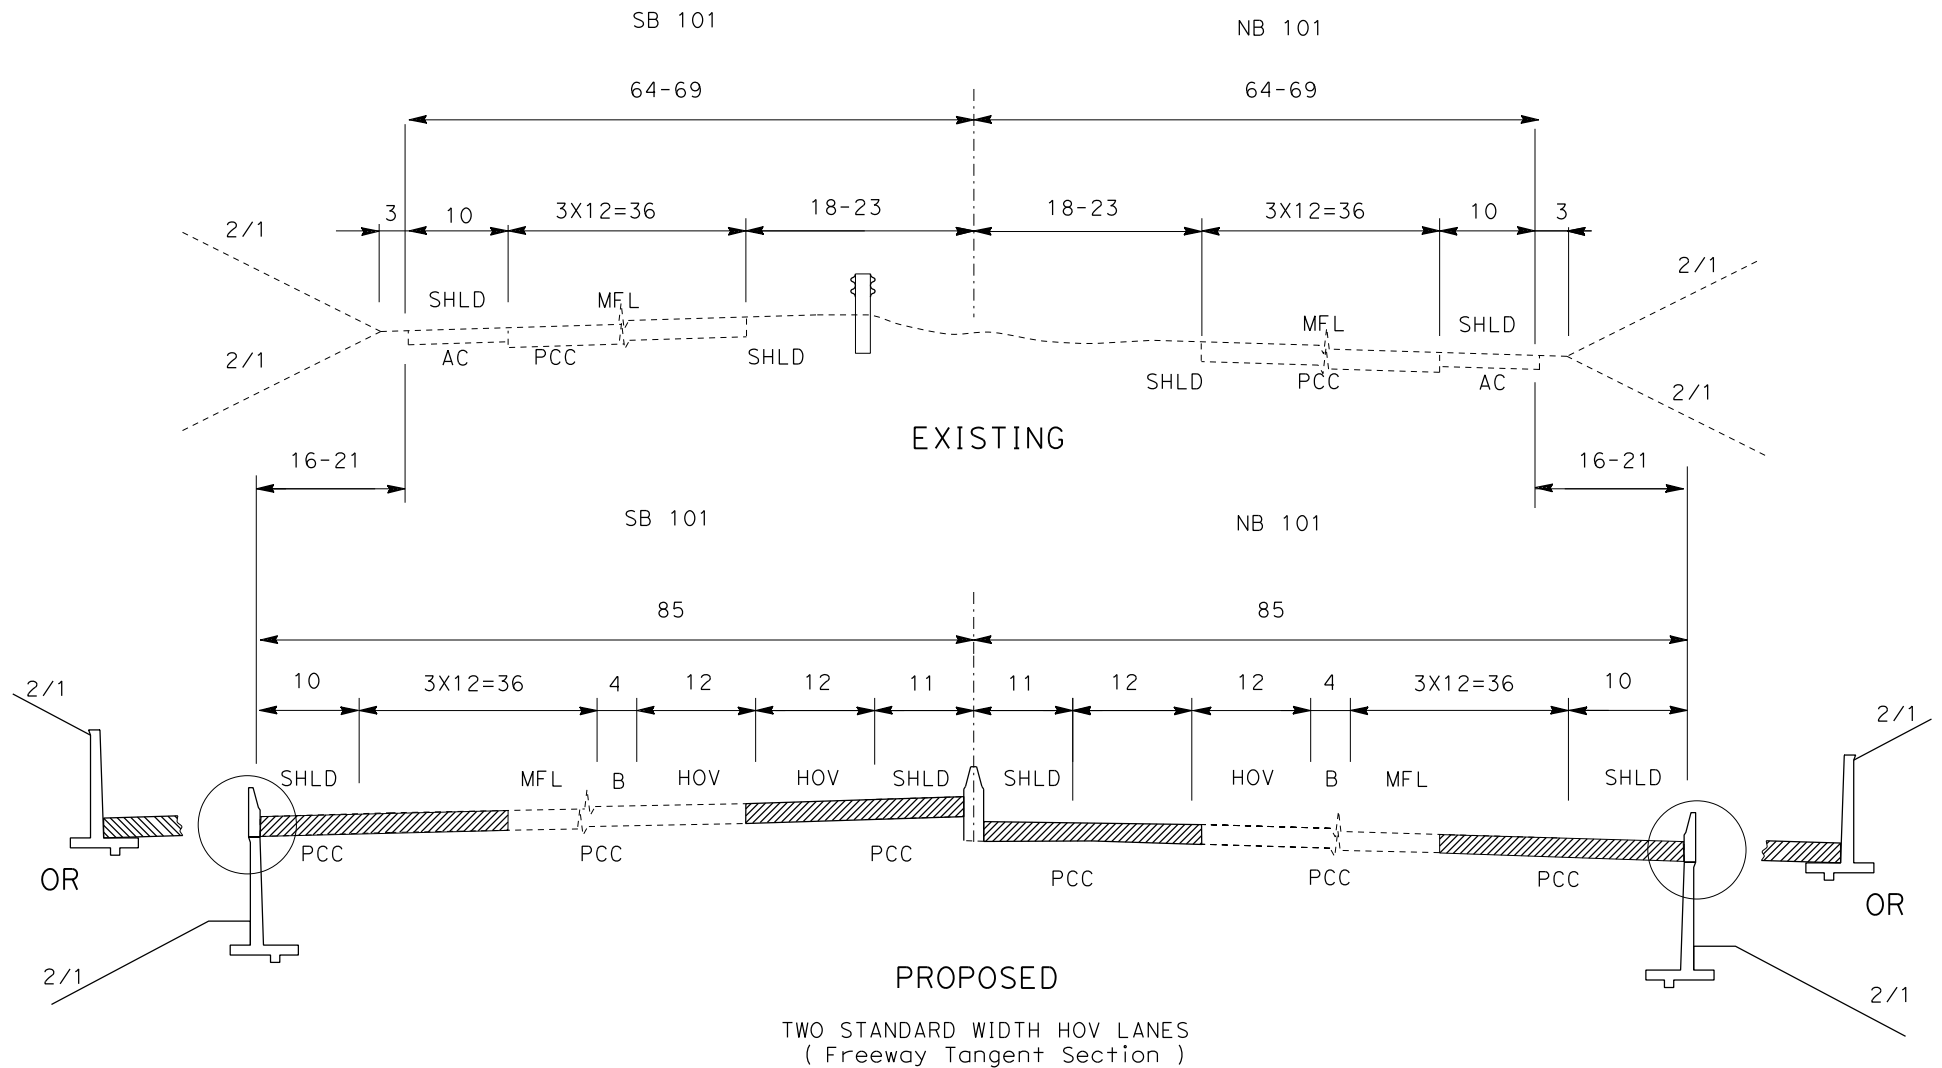 SB 101 NB 101
64-69 64-69
3 10 3X12=36 18-23 18-23 3X12=36 10 3
2/1 2/1
SHLD MFL MFL SHLD
2/1 AC PCC SHLD SHLD PCC AC 2/1
EXISTING
16-21 16-21
SB 101 NB 101
85 85
10 3X12=36 4 12 12 11 11 12 12 4 3X12=36 10
2/1 2/1
SHLD MFL B HOV HOV SHLD SHLD HOV B MFL SHLD
PCC PCC PCC PCC PCC PCC
OR OR
2/1 2/1
PROPOSED
TWO STANDARD WIDTH HOV LANES
( Freeway Tangent Section )